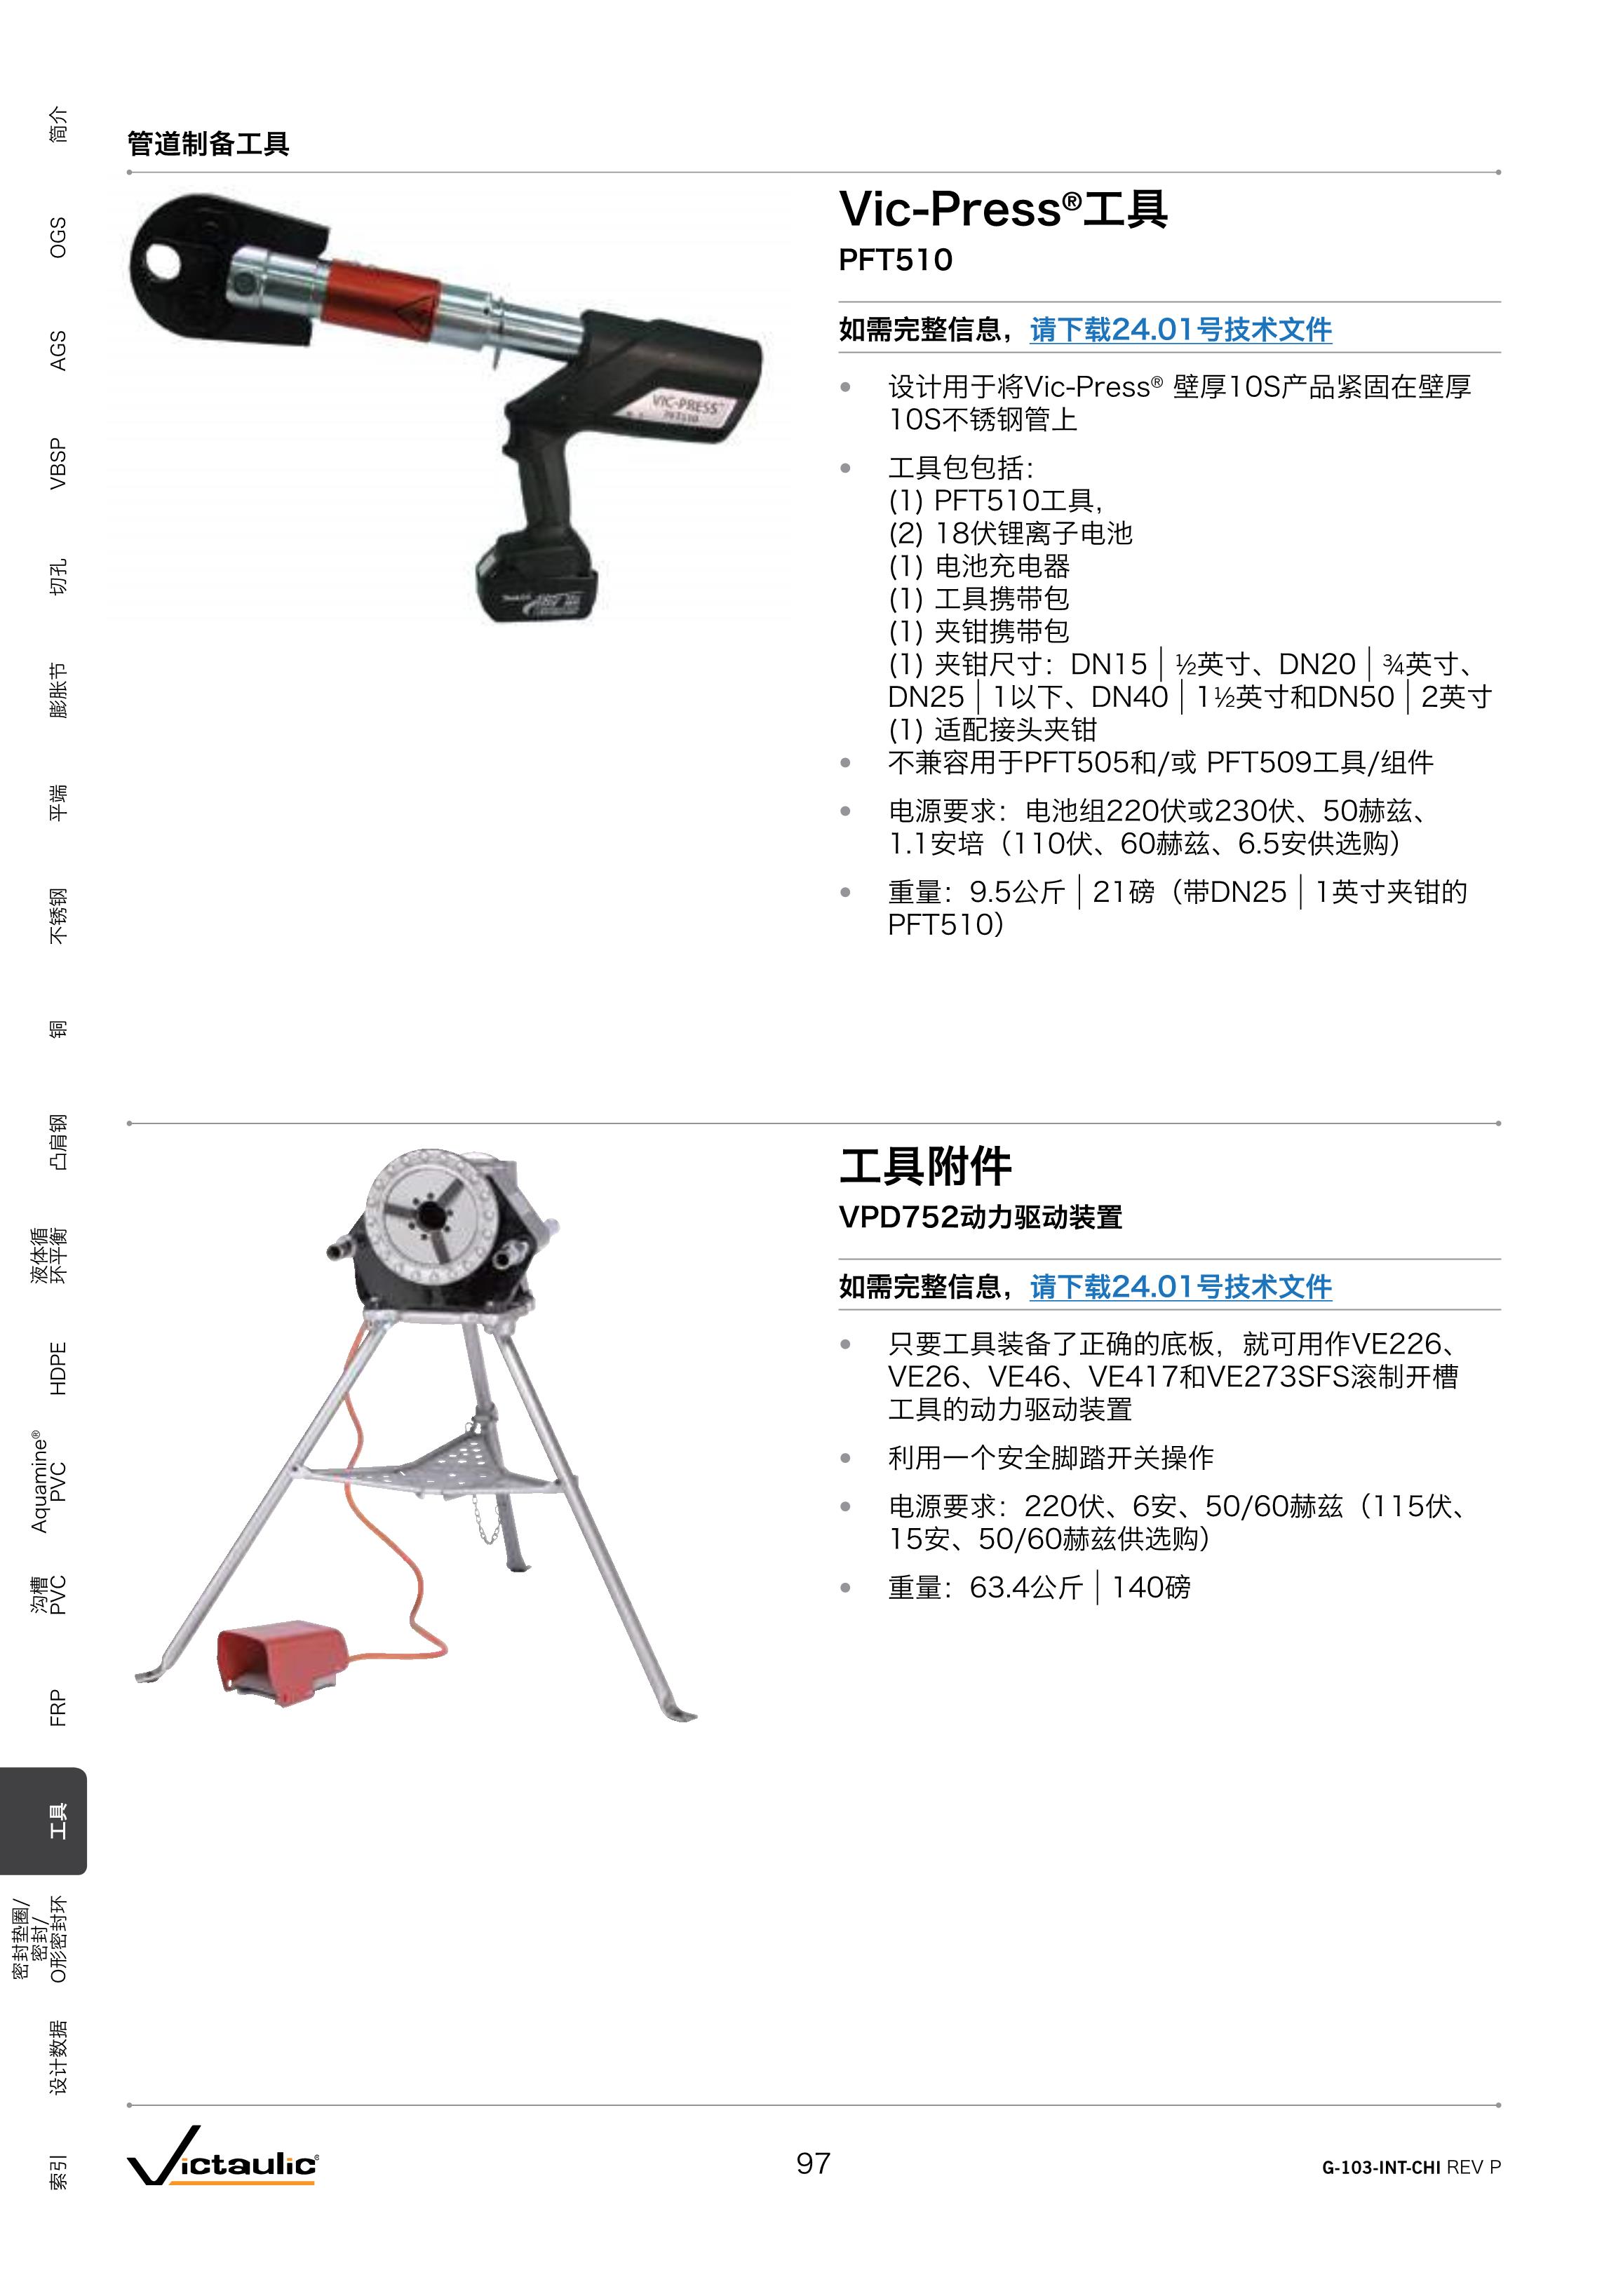 简介
OGS
AGS
VBSP
切孔
膨胀节
平端
不锈钢
铜
凸肩钢
液体循
环平衡
HDPE
Aquamine®
PVC
沟槽
PVC
FRP
工具
密封垫圈/
密封/
O形密封环
设计数据
索引
管道制备工具
VIC-PRESS
Vic-Press®工具
PFT510
如需完整信息，请下载24.01号技术文件
• 设计用于将Vic-Press® 壁厚10S产品紧固在壁厚
10S不锈钢管上
• 工具包包括：
(1) PFT510工具，
(2) 18伏锂离子电池
(1) 电池充电器
(1) 工具携带包
(1) 夹钳携带包
(1) 夹钳尺寸：DN15 | ½英寸、DN20 | ¾英寸、
DN25 | 1以下、DN40 | 1½英寸和DN50 | 2英寸
(1) 适配接头夹钳
• 不兼容用于PFT505和/或 PFT509工具/组件
• 电源要求：电池组220伏或230伏、50赫兹、
1.1安培（110伏、60赫兹、6.5安供选购）
• 重量：9.5公斤 | 21磅（带DN25 | 1英寸夹钳的
PFT510）
工具附件
VPD752动力驱动装置
如需完整信息，请下载24.01号技术文件
• 只要工具装备了正确的底板，就可用作VE226、
VE26、VE46、VE417和VE273SFS滚制开槽
工具的动力驱动装置
• 利用一个安全脚踏开关操作
• 电源要求：220伏、6安、50/60赫兹（115伏、
15安、50/60赫兹供选购）
• 重量：63.4公斤 | 140磅
Victaulic®
97
G-103-INT-CHI REV P